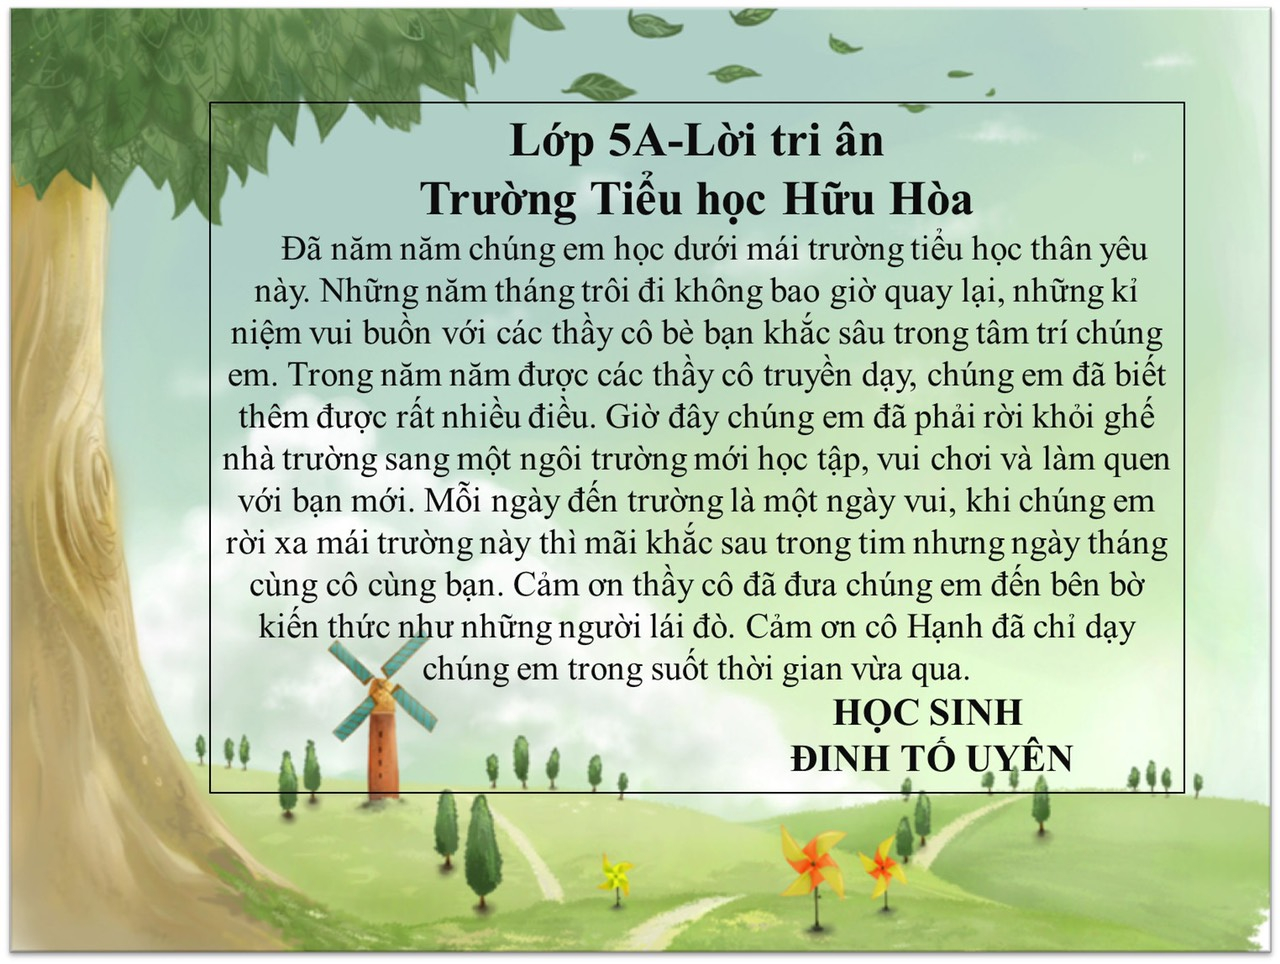 Lớp 5A-Lời tri ân
Trường Tiểu học Hữu Hòa
Đã năm năm chúng em học dưới mái trường tiểu học thân yêu
này. Những năm tháng trôi đi không bao giờ quay lại, những kỉ
niệm vui buồn với các thầy cô bè bạn khắc sâu trong tâm trí chúng
em. Trong năm năm được các thầy cô truyền dạy, chúng em đã biết
thêm được rất nhiều điều. Giờ đây chúng em đã phải rời khỏi ghế
nhà trường sang một ngôi trường mới học tập, vui chơi và làm quen
với bạn mới. Mỗi ngày đến trường là một ngày vui, khi chúng em
rời xa mái trường này thì mãi khắc sau trong tim nhưng ngày tháng
cùng cô cùng bạn. Cảm ơn thầy cô đã đưa chúng em đến bên bờ
kiến thức như những người lái đò. Cảm ơn cô Hạnh đã chỉ dạy
chúng em trong suốt thời gian vừa qua.
HỌC SINH
ĐINH TỐ UYÊN